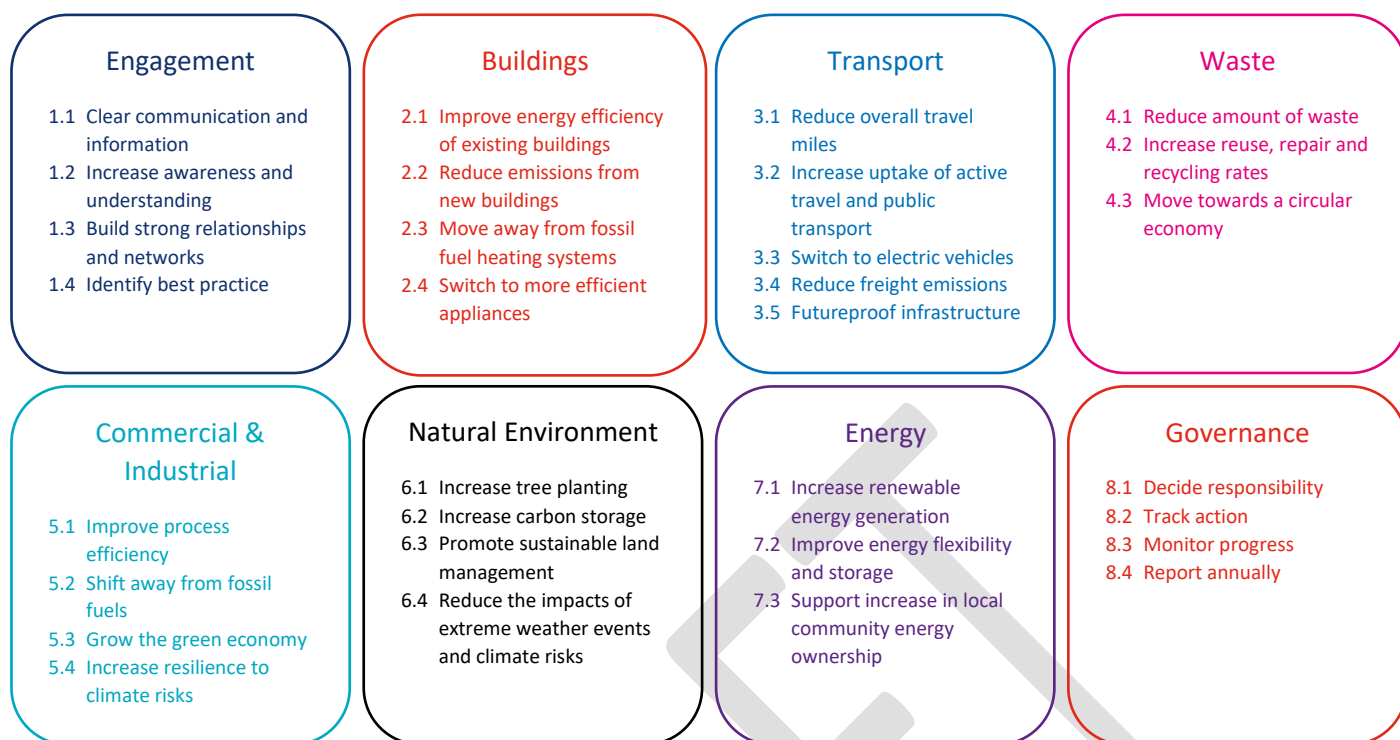 Engagement
1.1 Clear communication and
information
1.2 Increase awareness and
understanding
1.3 Build strong relationships
and networks
1.4 Identify best practice
Buildings
2.1 Improve energy efficiency
of existing buildings
2.2 Reduce emissions from
new buildings
2.3 Move away from fossil
fuel heating systems
2.4 Switch to more efficient
appliances
Transport
3.1 Reduce overall travel
miles
3.2 Increase uptake of active
travel and public
transport
3.3 Switch to electric vehicles
3.4 Reduce freight emissions
3.5 Futureproof infrastructure
Waste
4.1 Reduce amount of waste
4.2 Increase reuse, repair and
recycling rates
4.3 Move towards a circular
economy
Commercial &
Industrial
5.1 Improve process
efficiency
5.2 Shift away from fossil
fuels
5.3 Grow the green economy
5.4 Increase resilience to
climate risks
Natural Environment
6.1 Increase tree planting
6.2 Increase carbon storage
6.3 Promote sustainable land
management
6.4 Reduce the impacts of
extreme weather events
and climate risks
Energy
7.1 Increase renewable
energy generation
7.2 Improve energy flexibility
and storage
7.3 Support increase in local
community energy
ownership
Governance
8.1 Decide responsibility
8.2 Track action
8.3 Monitor progress
8.4 Report annually